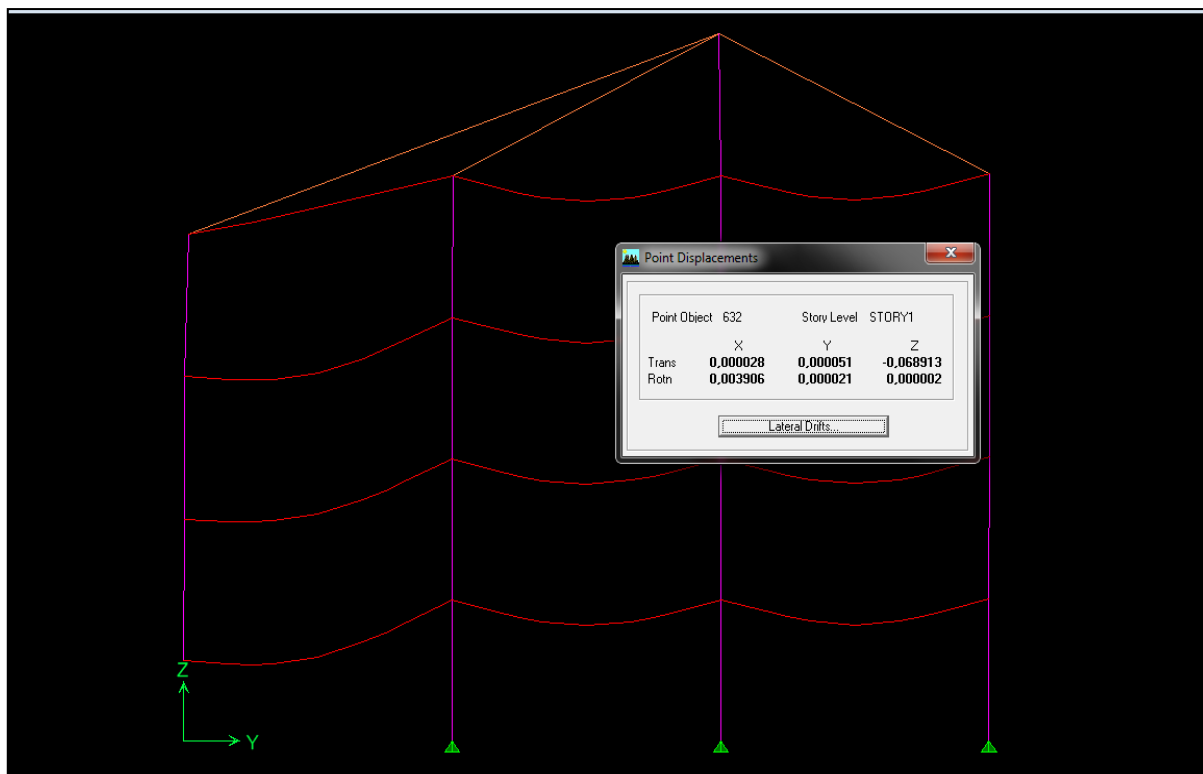 Point Displacements
Point Object 632 Story Level STORY1
X Y Z
Trans 0,000028 0,000051 -0,068913
Rotn 0,003906 0,000021 0,000002
Lateral Drifts...
Z
Y